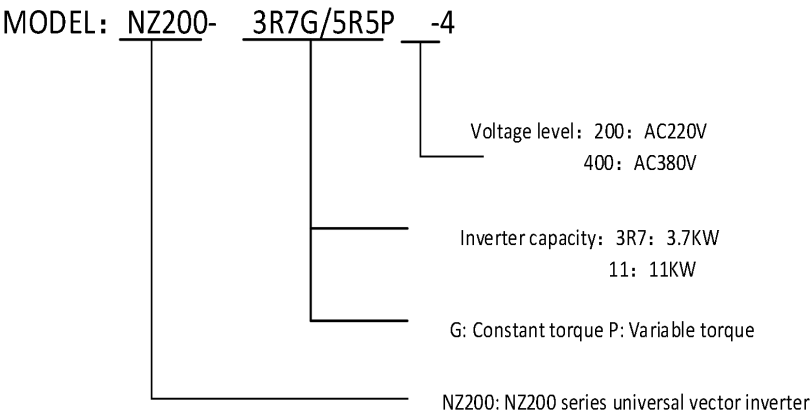 MODEL: NZ200- 3R7G/5R5P -4
Voltage level: 200: AC220V
400: AC380V
Inverter capacity: 3R7: 3.7KW
11: 11KW
G: Constant torque P: Variable torque
NZ200: NZ200 series universal vector inverter